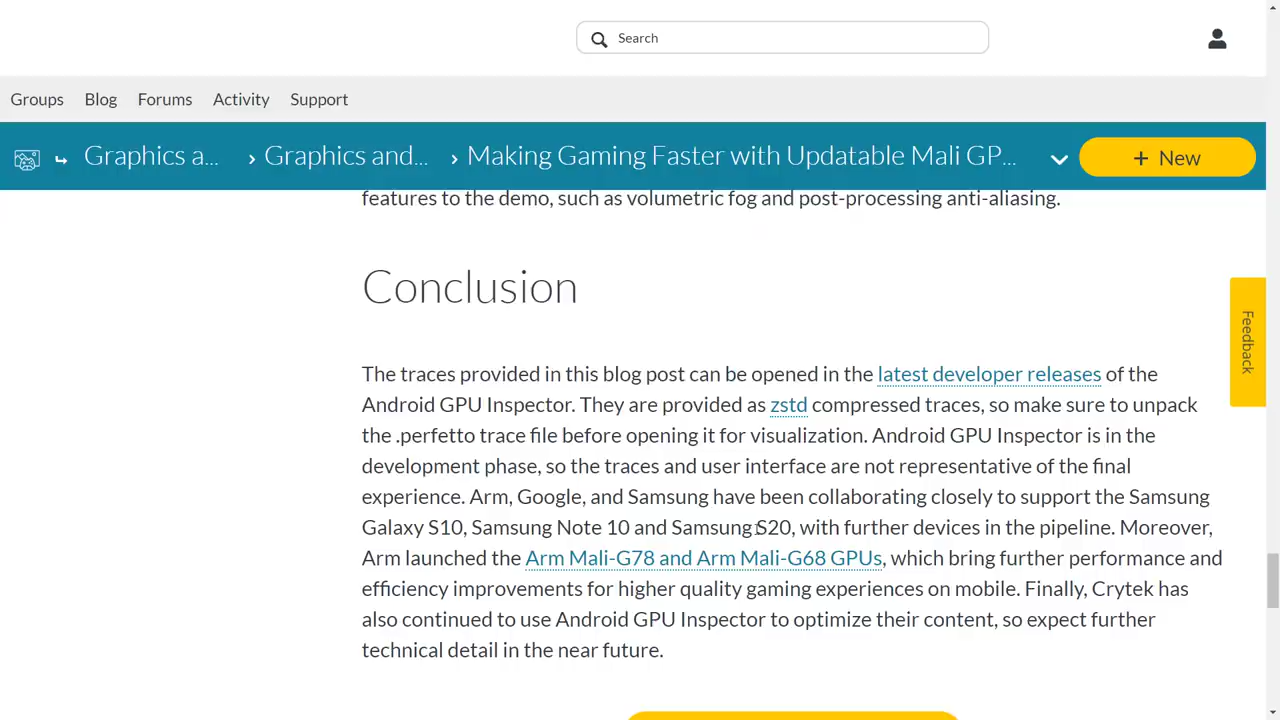 Search
Groups Blog Forums Activity Support
Graphics a... › Graphics and... › Making Gaming Faster with Updatable Mali GP... + New
features to the demo, such as volumetric fog and post-processing anti-aliasing.
Conclusion
Feedback
The traces provided in this blog post can be opened in the latest developer releases of the
Android GPU Inspector. They are provided as zstd compressed traces, so make sure to unpack
the .perfetto trace file before opening it for visualization. Android GPU Inspector is in the
development phase, so the traces and user interface are not representative of the final
experience. Arm, Google, and Samsung have been collaborating closely to support the Samsung
Galaxy S10, Samsung Note 10 and Samsung S20, with further devices in the pipeline. Moreover,
Arm launched the Arm Mali-G78 and Arm Mali-G68 GPUs, which bring further performance and
efficiency improvements for higher quality gaming experiences on mobile. Finally, Crytek has
also continued to use Android GPU Inspector to optimize their content, so expect further
technical detail in the near future.